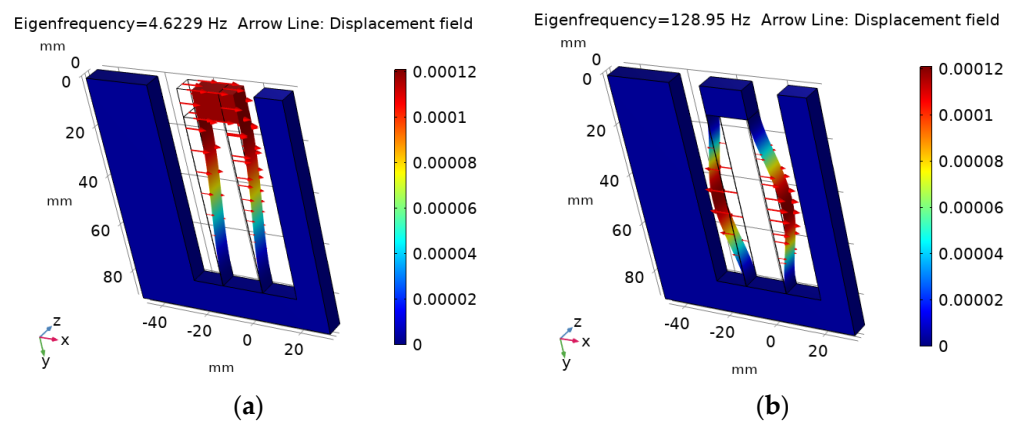 Eigenfrequency=4.6229 Hz  Arrow Line: Displacement field
mm
0
0
20
40
mm
60
80
-40
-20
0
20
mm
z
x
y
0.00012
0.0001
0.00008
0.00006
0.00004
0.00002
0
(a)
Eigenfrequency=128.95 Hz  Arrow Line: Displacement field
mm
0
0
20
40
mm
60
80
-40
-20
0
20
mm
z
x
y
0.00012
0.0001
0.00008
0.00006
0.00004
0.00002
0
(b)